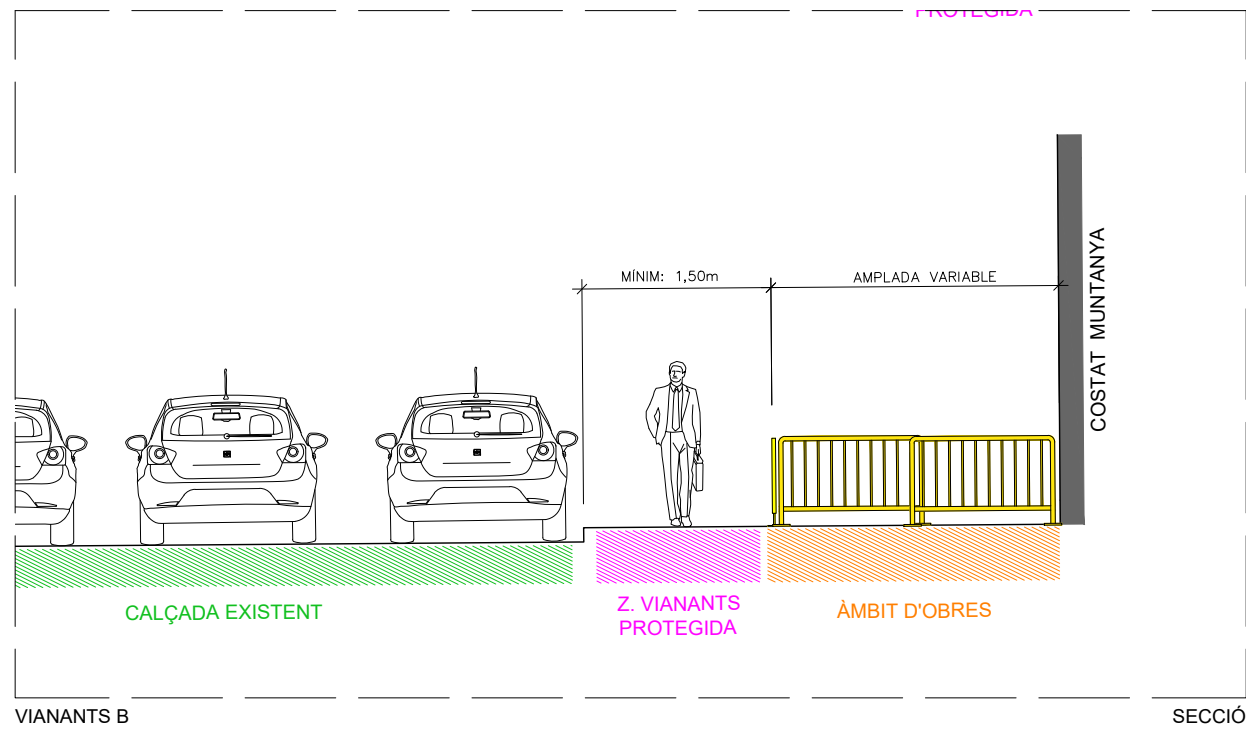 PROTEGIDA
MÍNIM: 1,50m
AMPLADA VARIABLE
COSTAT MUNTANYA
CALÇADA EXISTENT
Z. VIANANTS
PROTEGIDA
ÀMBIT D'OBRES
VIANANTS B
SECCIÓ